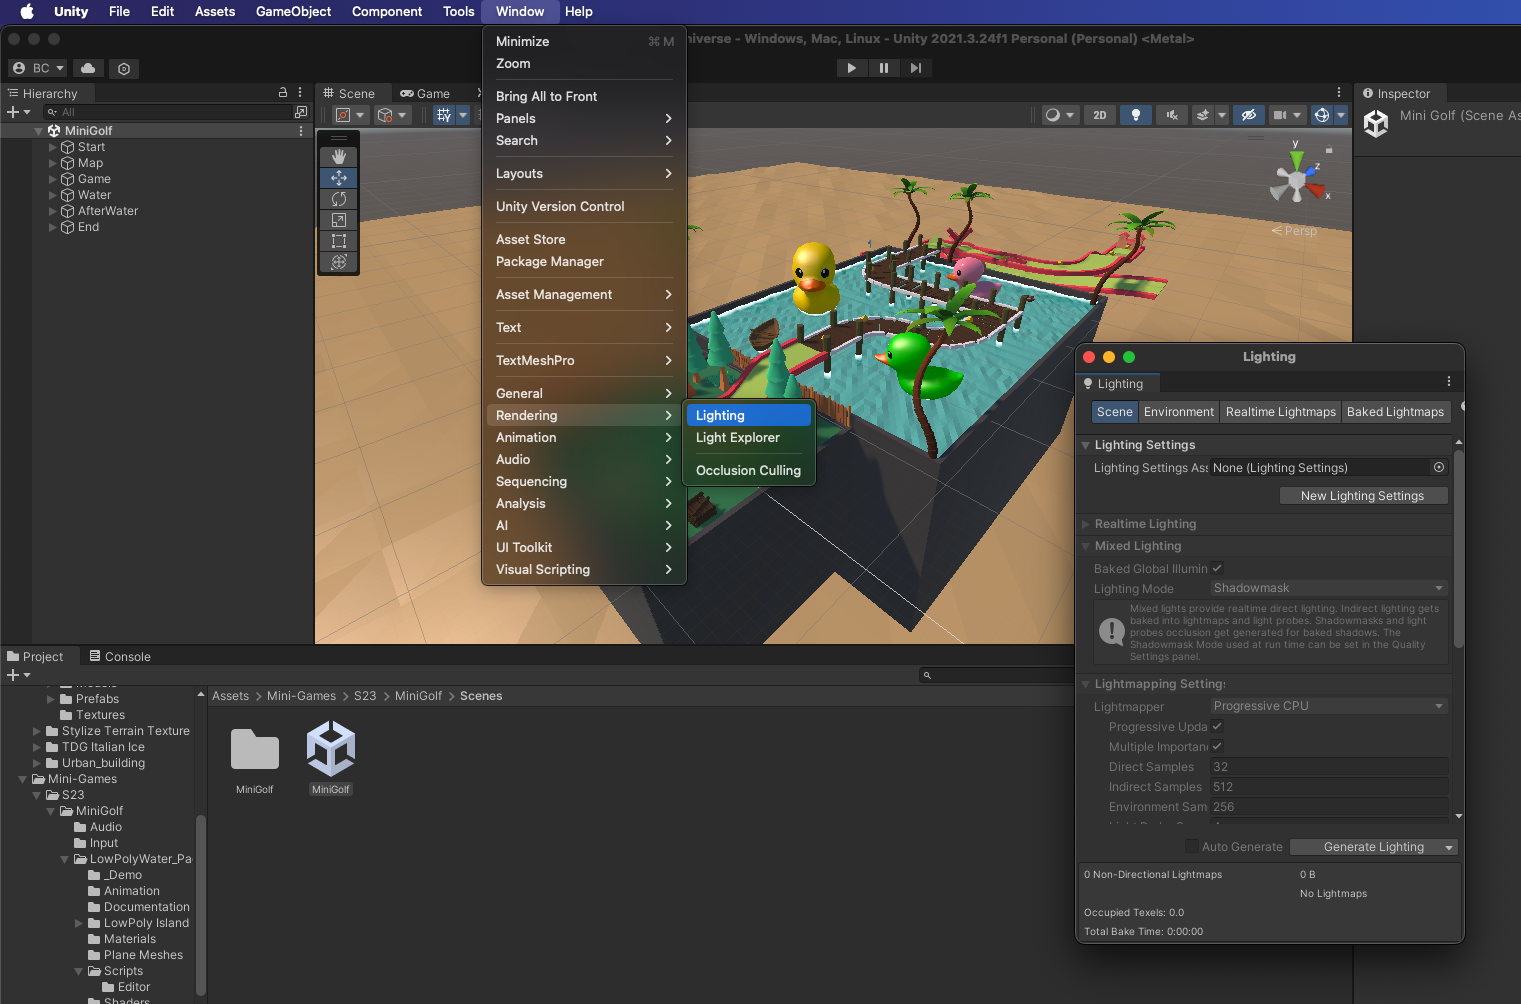 Unity File Edit Assets GameObject Component Tools Window Help
niverse - Windows, Mac, Linux - Unity 2021.3.24f1 Personal (Personal) <Metal>
BC
Hierarchy
All
MiniGolf
Start
Map
Game
Water
AfterWater
End
Scene
Game
2D
Minimize ⌘ M
Zoom
Bring All to Front
Panels
Search
Layouts
Unity Version Control
Asset Store
Package Manager
Asset Management
Text
TextMeshPro
General
Rendering
Animation
Audio
Sequencing
Analysis
AI
UI Toolkit
Visual Scripting
Lighting
Light Explorer
Occlusion Culling
y
z
x
Persp
Inspector
Mini Golf (Scene As
Lighting
Lighting
Scene Environment Realtime Lightmaps Baked Lightmaps
Lighting Settings
Lighting Settings Ass None (Lighting Settings)
New Lighting Settings
Realtime Lighting
Mixed Lighting
Baked Global Illumin
Lighting Mode Shadowmask
Mixed lights provide realtime direct lighting. Indirect lighting gets
baked into lightmaps and light probes. Shadowmasks and light
probes occlusion get generated for baked shadows. The
Shadowmask Mode used at run time can be set in the Quality
Settings panel.
Lightmapping Settings
Lightmapper Progressive CPU
Progressive Upda
Multiple Importanc
Direct Samples 32
Indirect Samples 512
Environment Sam 256
Auto Generate Generate Lighting
0 Non-Directional Lightmaps 0 B
No Lightmaps
Occupied Texels: 0.0
Total Bake Time: 0:00:00
Project
Console
Models
Prefabs
Textures
Stylize Terrain Texture
TDG Italian Ice
Urban_building
Mini-Games
S23
MiniGolf
Audio
Input
LowPolyWater_Pa
_Demo
Animation
Documentation
LowPoly Island
Materials
Plane Meshes
Scripts
Editor
Shaders
Assets > Mini-Games > S23 > MiniGolf > Scenes
MiniGolf
MiniGolf